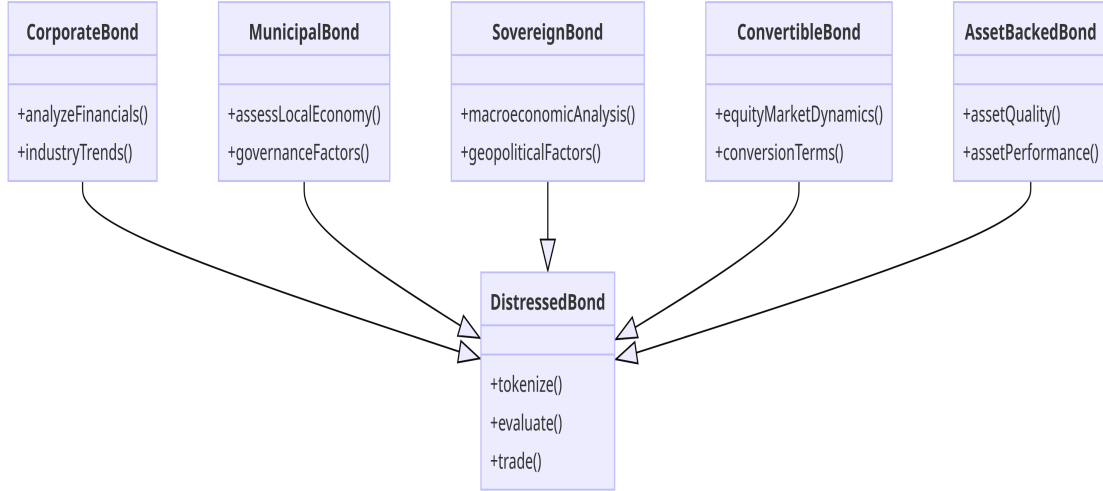 CorporateBond
+analyzeFinancials()
+industryTrends()
MunicipalBond
+assessLocalEconomy()
+governanceFactors()
SovereignBond
+macroeconomicAnalysis()
+geopoliticalFactors()
ConvertibleBond
+equityMarketDynamics()
+conversionTerms()
AssetBackedBond
+assetQuality()
+assetPerformance()
DistressedBond
+tokenize()
+evaluate()
+trade()